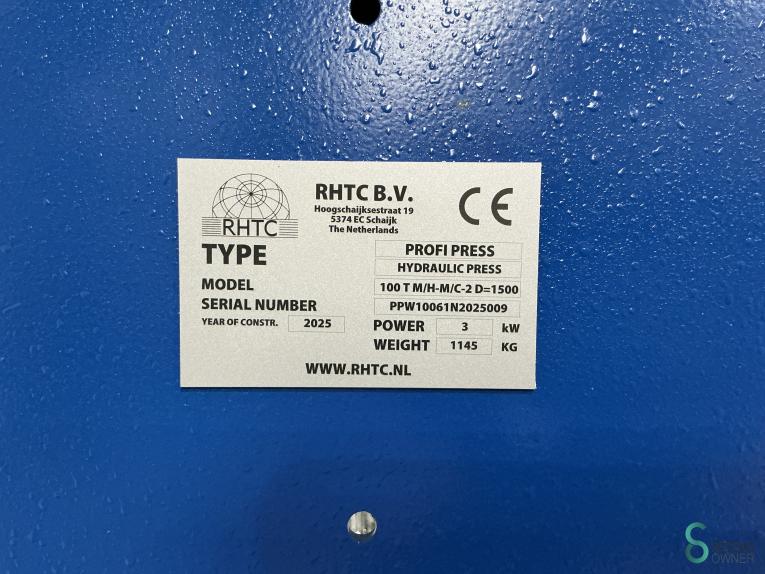 RHTC
RHTC B.V.
Hoogschaijksestraat 19
5374 EC Schaijk
The Netherlands
CE
TYPE
PROFI PRESS
HYDRAULIC PRESS
MODEL
100 T M/H-M/C-2 D=1500
SERIAL NUMBER
PPW10061N2025009
YEAR OF CONSTR. 2025
POWER 3 kW
WEIGHT 1145 KG
WWW.RHTC.NL
OWNER